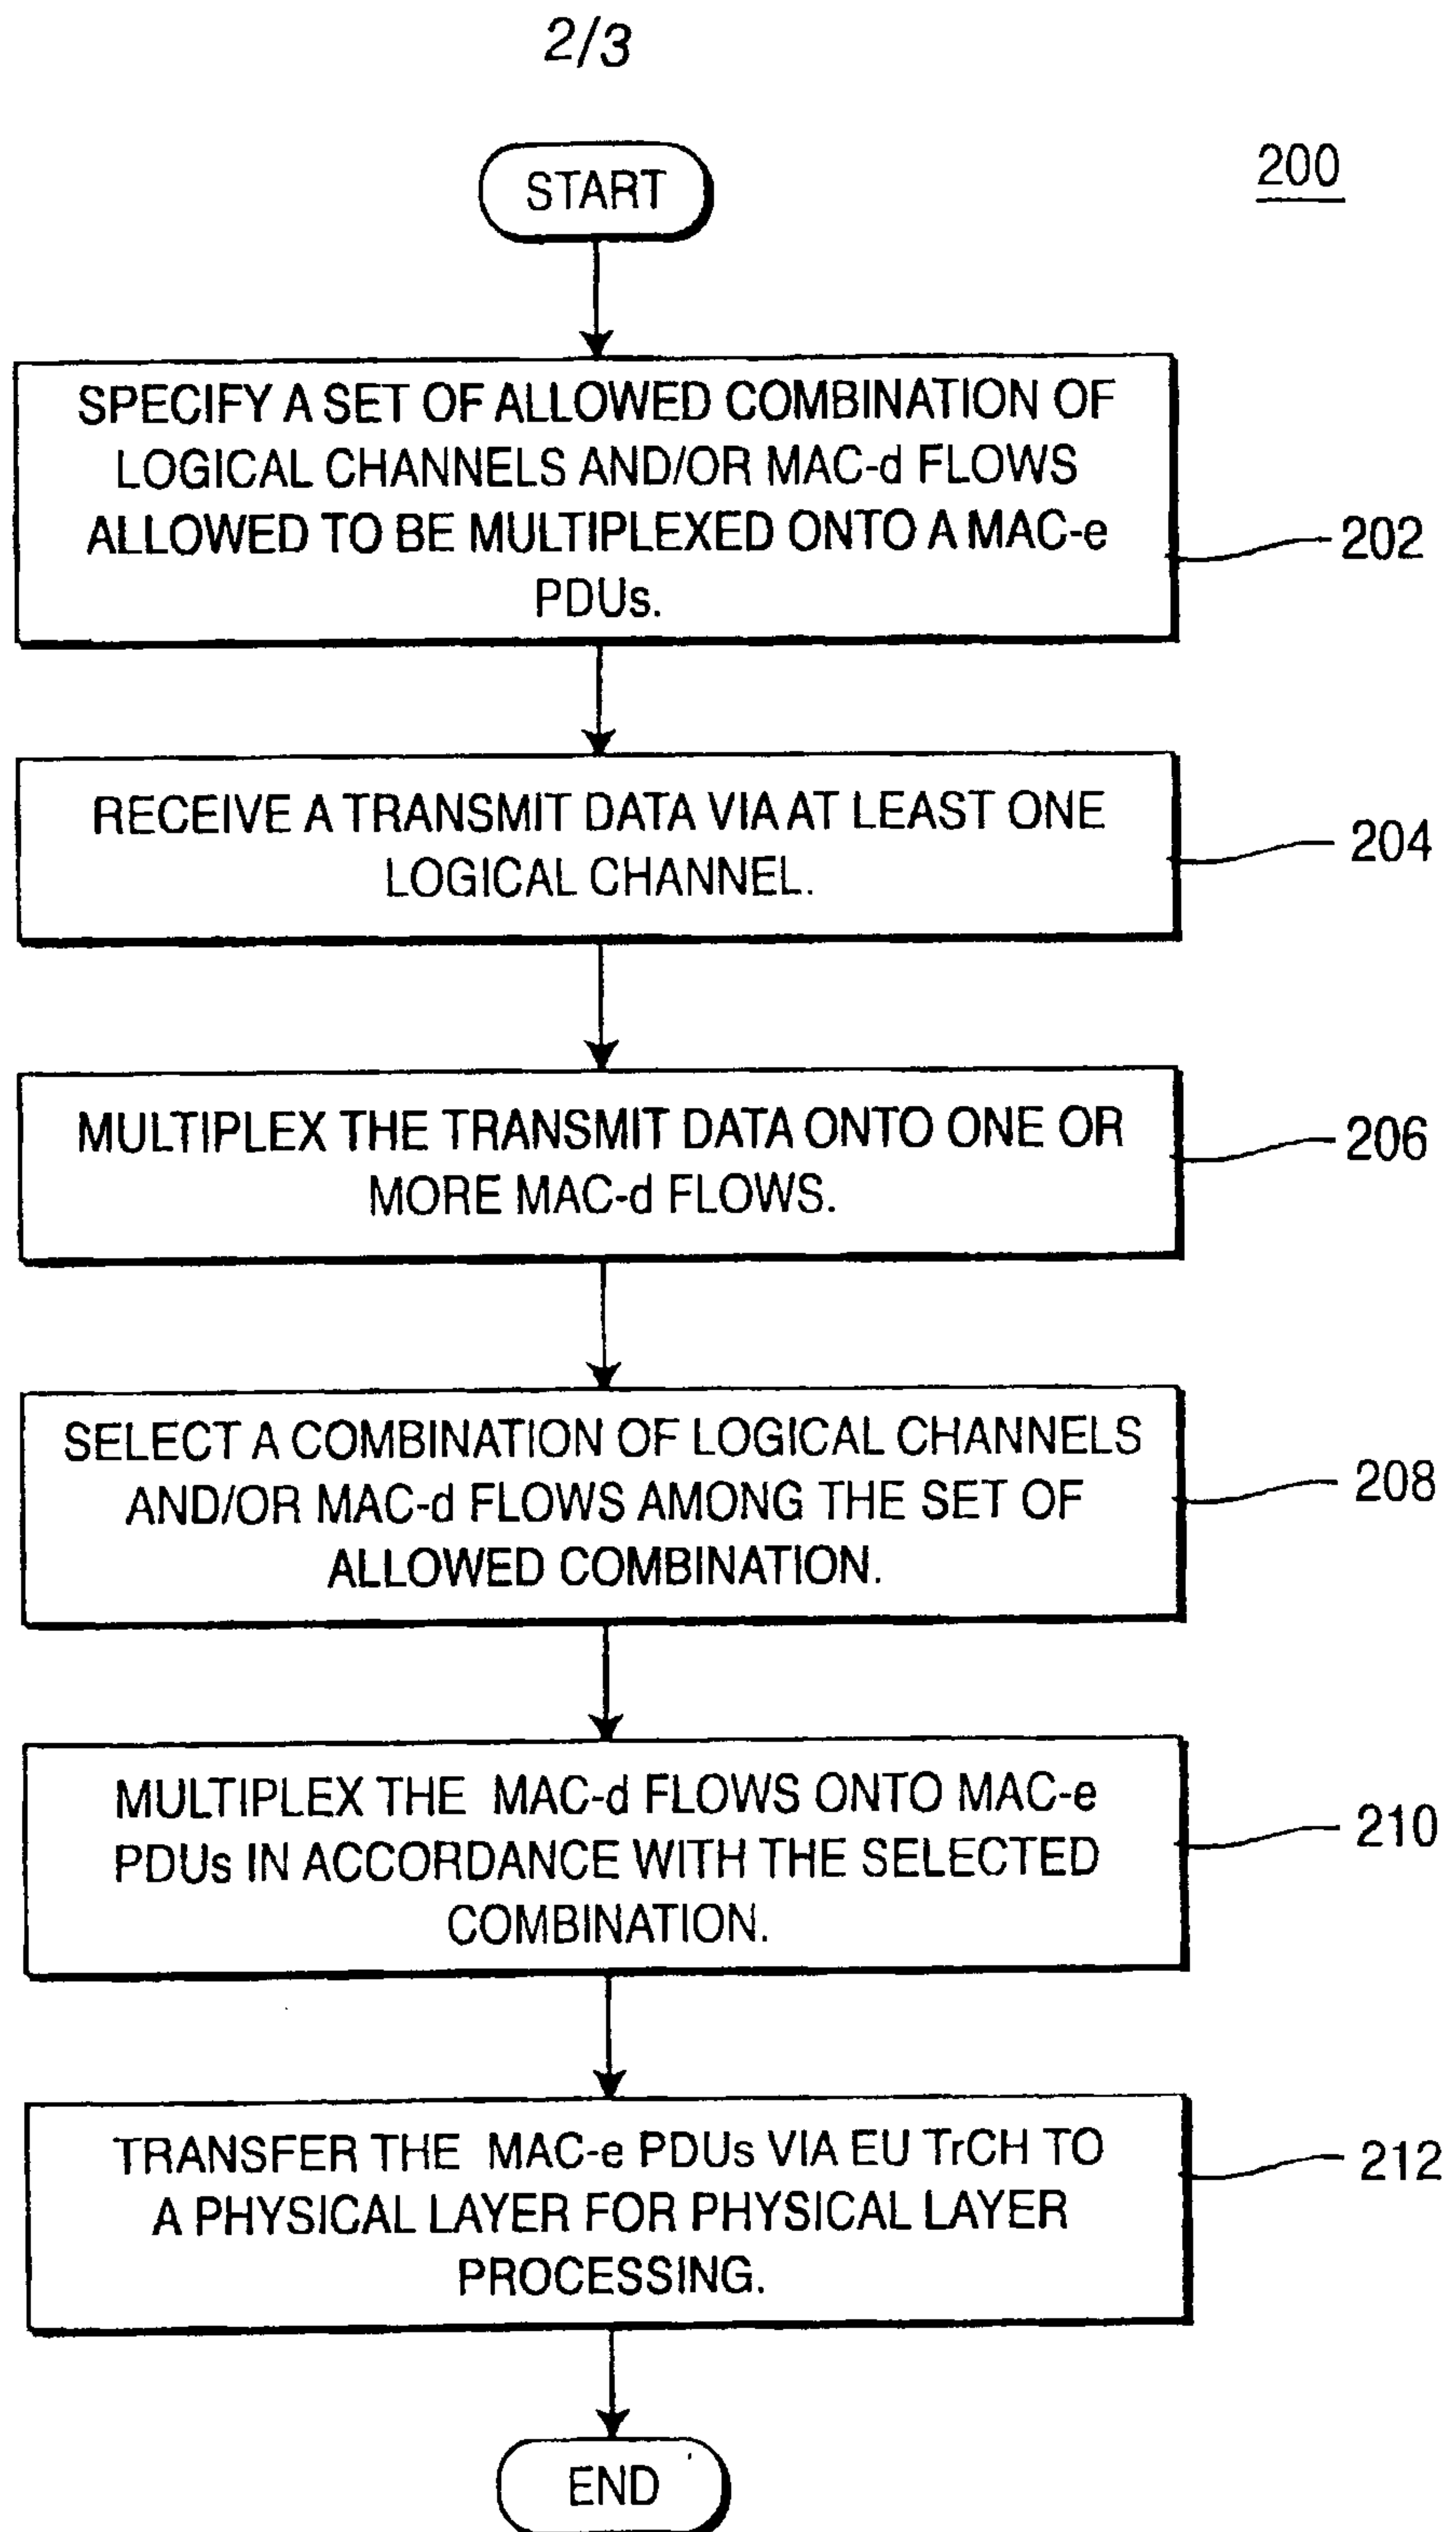 2/3
200
START
SPECIFY A SET OF ALLOWED COMBINATION OF
LOGICAL CHANNELS AND/OR MAC-d FLOWS
ALLOWED TO BE MULTIPLEXED ONTO A MAC-e
PDUs.
202
RECEIVE A TRANSMIT DATA VIA AT LEAST ONE
LOGICAL CHANNEL.
204
MULTIPLEX THE TRANSMIT DATA ONTO ONE OR
MORE MAC-d FLOWS.
206
SELECT A COMBINATION OF LOGICAL CHANNELS
AND/OR MAC-d FLOWS AMONG THE SET OF
ALLOWED COMBINATION.
208
MULTIPLEX THE MAC-d FLOWS ONTO MAC-e
PDUs IN ACCORDANCE WITH THE SELECTED
COMBINATION.
210
TRANSFER THE MAC-e PDUs VIA EU TrCH TO
A PHYSICAL LAYER FOR PHYSICAL LAYER
PROCESSING.
212
END